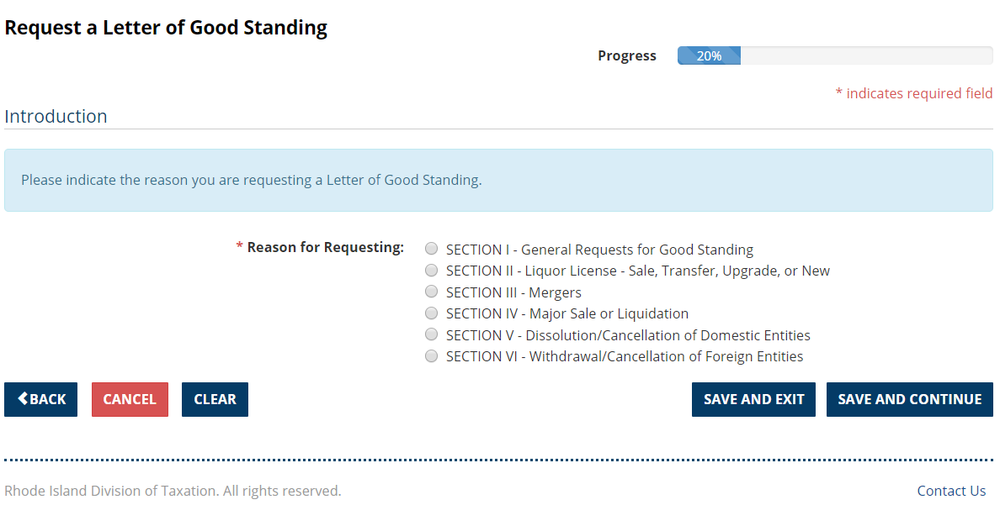 Request a Letter of Good Standing
Progress 20%
* indicates required field
Introduction
Please indicate the reason you are requesting a Letter of Good Standing.
* Reason for Requesting:
SECTION I - General Requests for Good Standing
SECTION II - Liquor License - Sale, Transfer, Upgrade, or New
SECTION III - Mergers
SECTION IV - Major Sale or Liquidation
SECTION V - Dissolution/Cancellation of Domestic Entities
SECTION VI - Withdrawal/Cancellation of Foreign Entities
BACK CANCEL CLEAR SAVE AND EXIT SAVE AND CONTINUE
Rhode Island Division of Taxation. All rights reserved. Contact Us